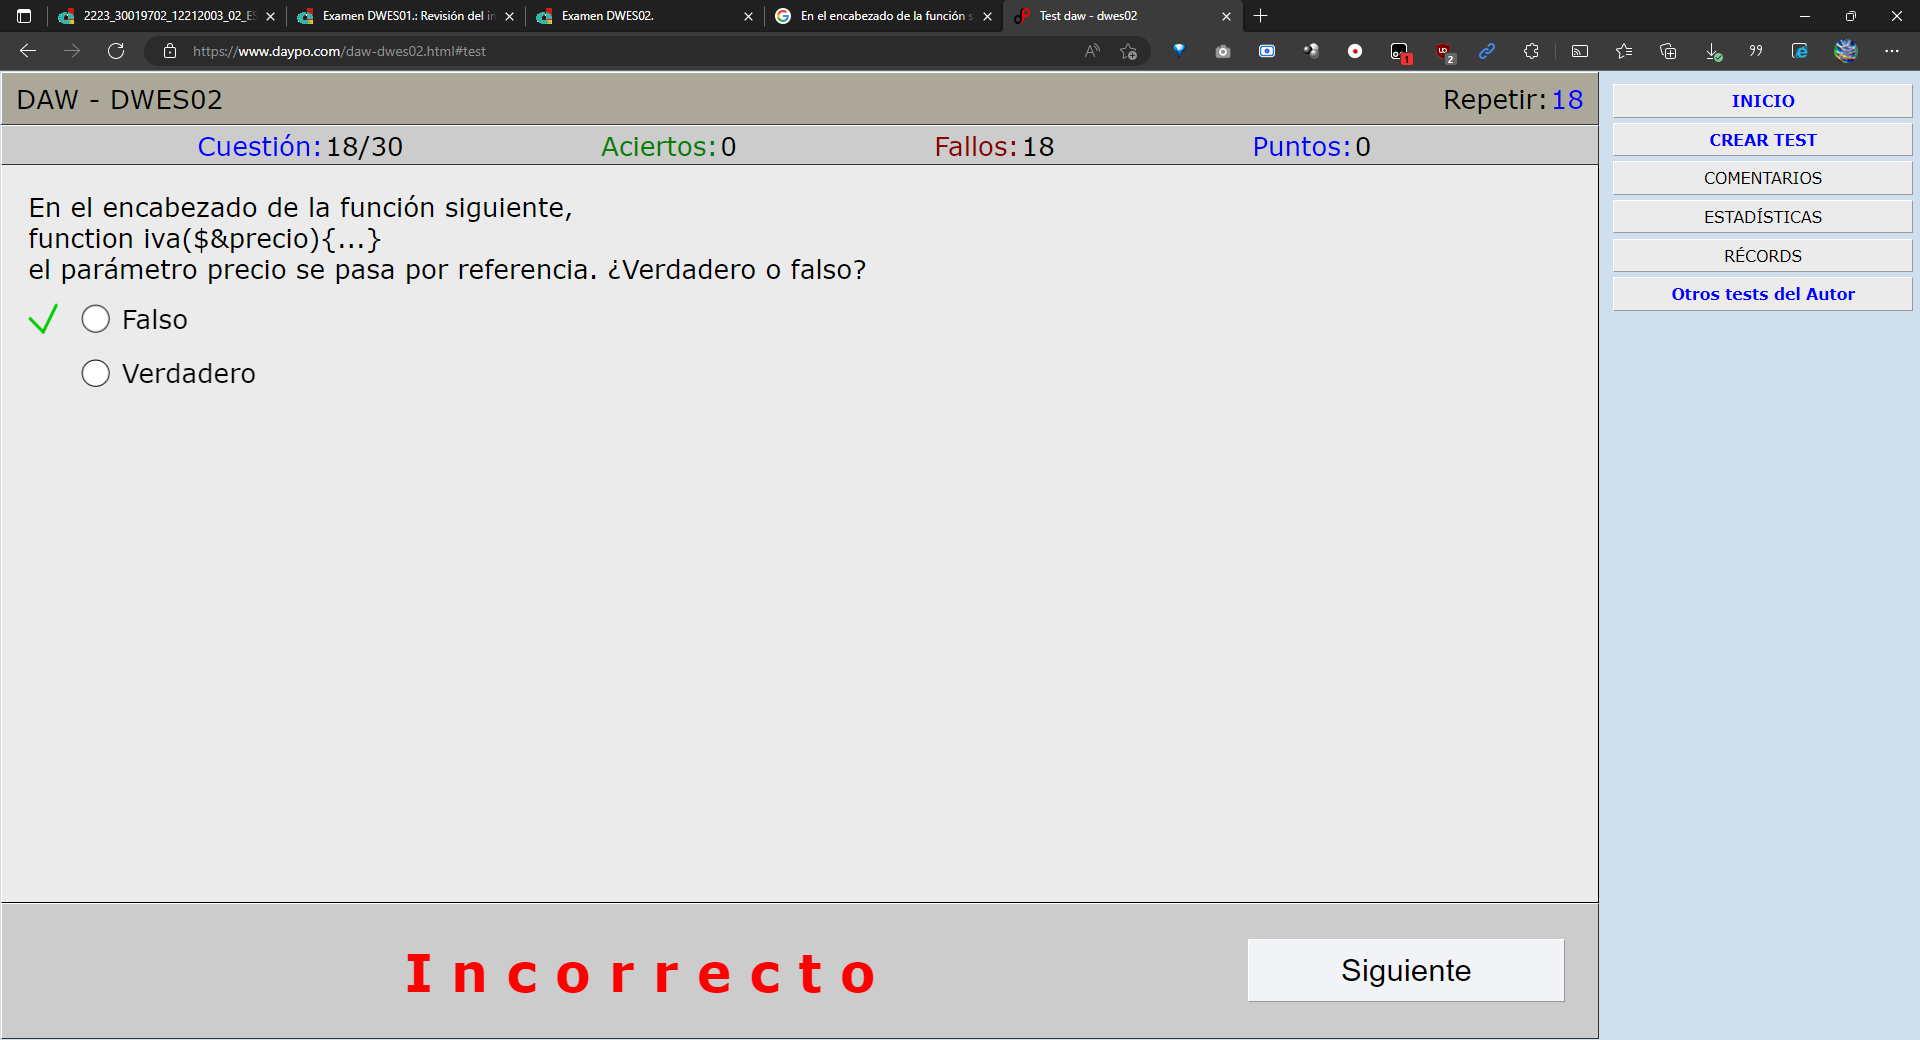 2223_30019702_12212003_02_ES
Examen DWES01.: Revisión del in
Examen DWES02.
En el encabezado de la función s
Test daw - dwes02
https://www.daypo.com/daw-dwes02.html#test
1
2
DAW - DWES02
Repetir: 18
Cuestión: 18/30
Aciertos: 0
Fallos: 18
Puntos: 0
En el encabezado de la función siguiente,
function iva($&precio){...}
el parámetro precio se pasa por referencia. ¿Verdadero o falso?
Falso
Verdadero
Incorrecto
Siguiente
INICIO
CREAR TEST
COMENTARIOS
ESTADÍSTICAS
RÉCORDS
Otros tests del Autor